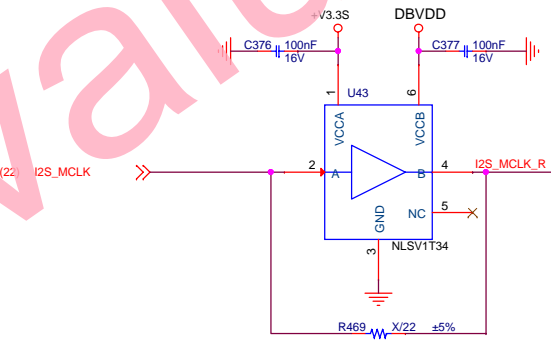 +V3.3S
DBVDD
C376 100nF
16V
C377 100nF
16V
1
U43
6
VCCA
VCCB
(22) I2S_MCLK
2
A
B
4
I2S_MCLK_R
5
NC
GND
NLSV1T34
3
R469 X/22 ±5%